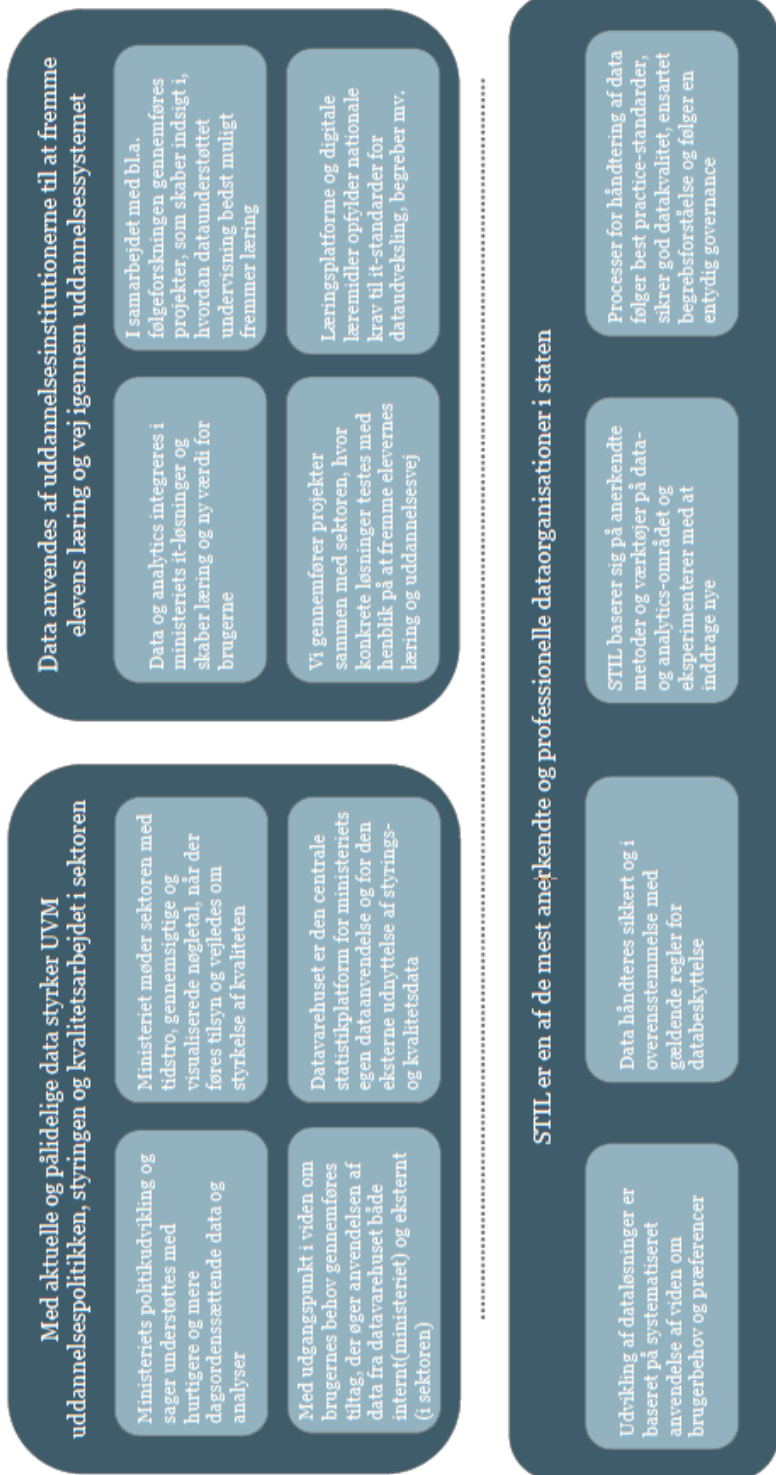 Med aktuelle og pålidelige data styrker UVM
uddannelsespolitikken, styringen og kvalitetsarbejdet i sektoren
Ministeriets politikudvikling og
sager understøttes med
hurtigere og mere
dagsordenssættende data og
analyser
Ministeriet møder sektoren med
tidstro, gennemsigtige og
visualiserede nøgletal, når der
føres tilsyn og vejledes om
styrkelse af kvaliteten
Med udgangspunkt i viden om
brugernes behov gennemføres
tiltag, der øger anvendelsen af
data fra datavarehuset både
internt(ministeriet) og eksternt
(i sektoren)
Datavarehuset er den centrale
statistikplatform for ministeriets
egen dataanvendelse og for den
eksterne udnyttelse af styrings-
og kvalitetsdata
Data anvendes af uddannelsesinstitutionerne til at fremme
elevens læring og vej igennem uddannelsessystemet
Data og analytics integreres i
ministeriets it-løsninger og
skaber læring og ny værdi for
brugerne
I samarbejdet med bl.a.
følgeforskningen gennemføres
projekter, som skaber indsigt i,
hvordan dataunderstøttet
undervisning bedst muligt
fremmer læring
Vi gennemfører projekter
sammen med sektoren, hvor
konkrete løsninger testes med
henblik på at fremme elevernes
læring og uddannelsesvej
Læringsplatforme og digitale
læremidler opfylder nationale
krav til it-standarder for
dataudveksling, begreber mv.
STIL er en af de mest anerkendte og professionelle dataorganisationer i staten
Udvikling af dataløsninger er
baseret på systematiseret
anvendelse af viden om
brugerbehov og præferencer
Data håndteres sikkert og i
overensstemmelse med
gældende regler for
databeskyttelse
STIL baserer sig på anerkendte
metoder og værktøjer på data-
og analytics-området og
eksperimenterer med at
inddrage nye
Processer for håndtering af data
følger best practice-standarder,
sikrer god datakvalitet, ensartet
begrebsforståelse og følger en
entydig governance